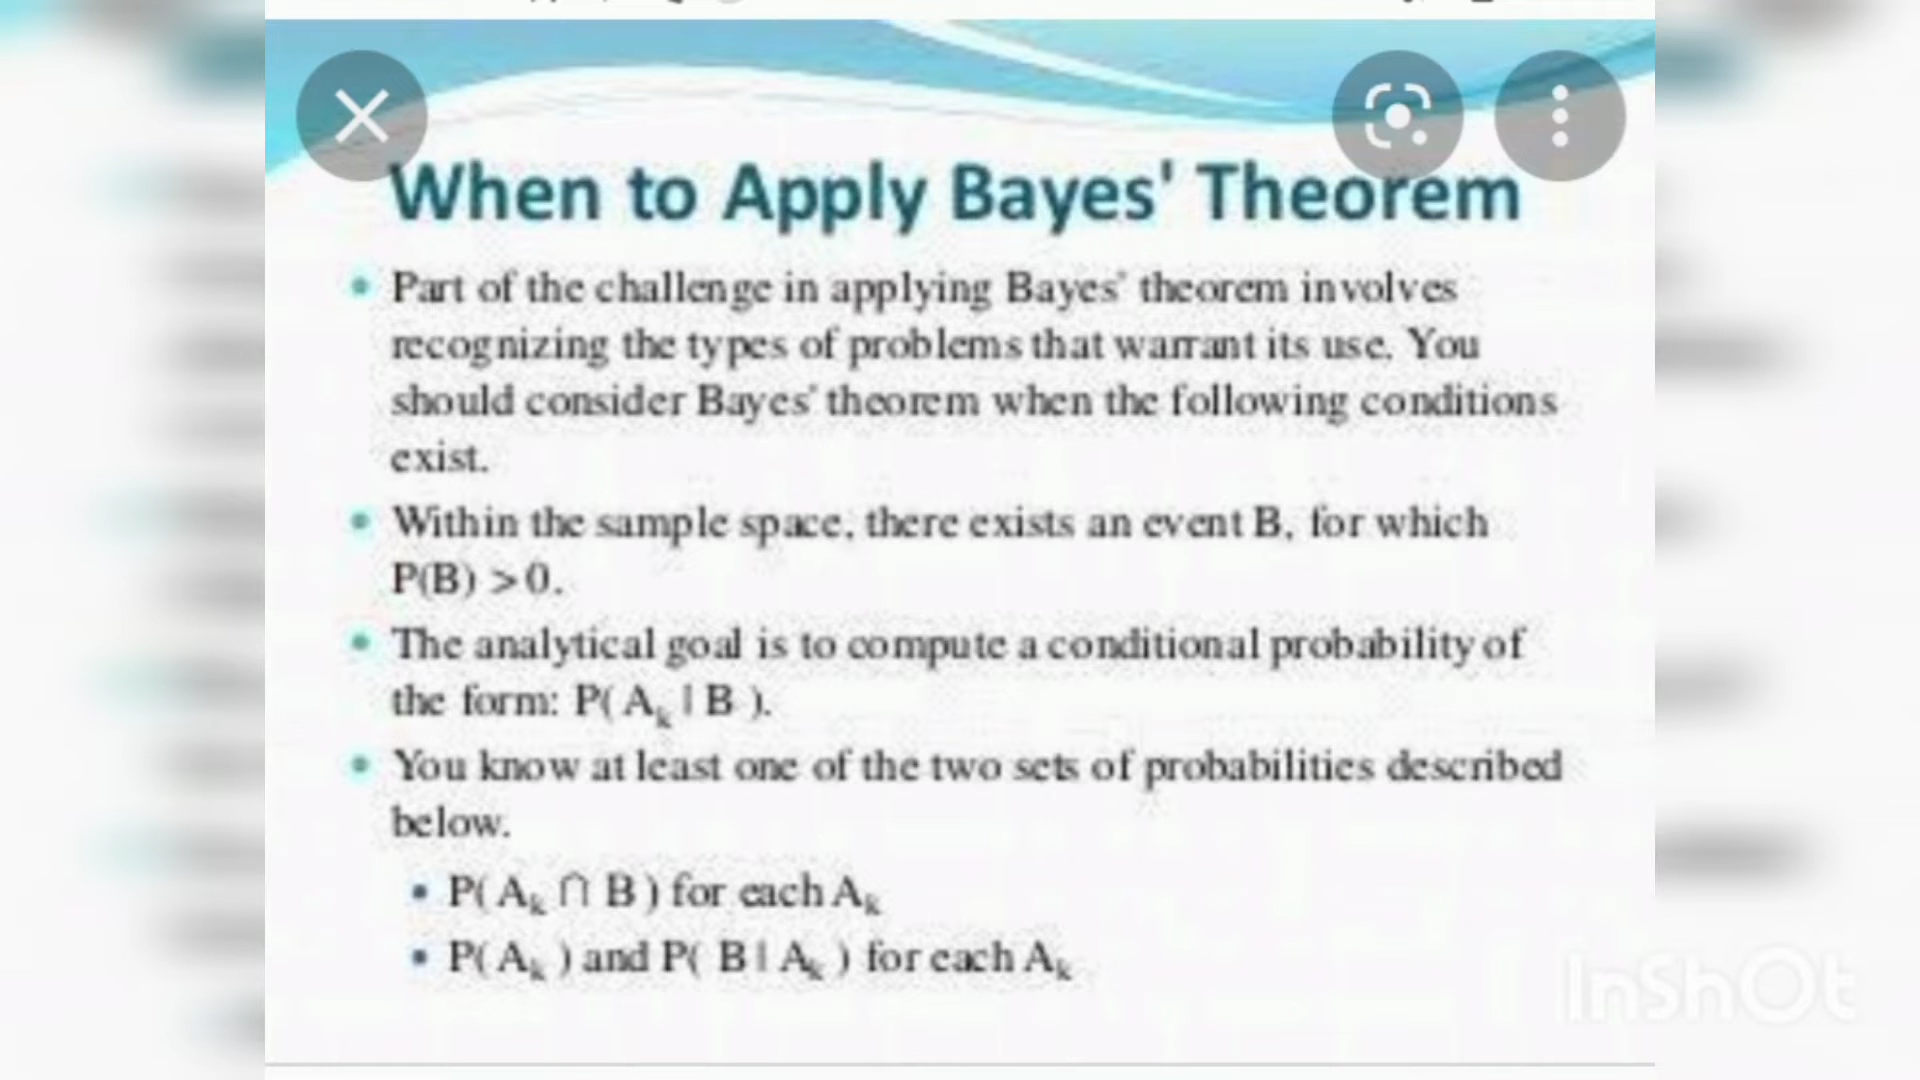 When to Apply Bayes' Theorem
• Part of the challenge in applying Bayes' theorem involves
recognizing the types of problems that warrant its use. You
should consider Bayes' theorem when the following conditions
exist.
• Within the sample space, there exists an event B, for which
P(B) > 0.
• The analytical goal is to compute a conditional probability of
the form: P( Aₖ | B ).
• You know at least one of the two sets of probabilities described
below.
• P( Aₖ ∩ B ) for each Aₖ
• P( Aₖ ) and P( B | Aₖ ) for each Aₖ
InShOt